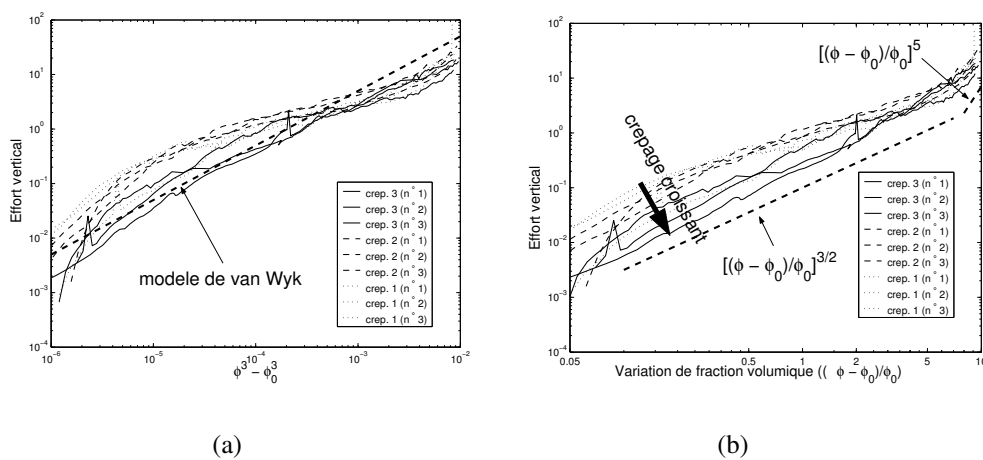 10²
10¹
10⁰
10⁻¹
10⁻²
10⁻³
10⁻⁴
Effort vertical
modele de van Wyk
crep. 3 (n°1)
crep. 3 (n°2)
crep. 3 (n°3)
crep. 2 (n°1)
crep. 2 (n°2)
crep. 2 (n°3)
crep. 1 (n°1)
crep. 1 (n°2)
crep. 1 (n°3)
10⁻⁶ 10⁻⁵ 10⁻⁴ 10⁻³ 10⁻²
ϕ³ − ϕ₀³
(a)
10²
10¹
10⁰
10⁻¹
10⁻²
10⁻³
10⁻⁴
Effort vertical
[(ϕ − ϕ₀)/ϕ₀]⁵
crepage croissant
[(ϕ − ϕ₀)/ϕ₀]³/²
crep. 3 (n°1)
crep. 3 (n°2)
crep. 3 (n°3)
crep. 2 (n°1)
crep. 2 (n°2)
crep. 2 (n°3)
crep. 1 (n°1)
crep. 1 (n°2)
crep. 1 (n°3)
0.05 0.5 1 2 5 10
Variation de fraction volumique (( ϕ − ϕ₀)/ϕ₀)
(b)